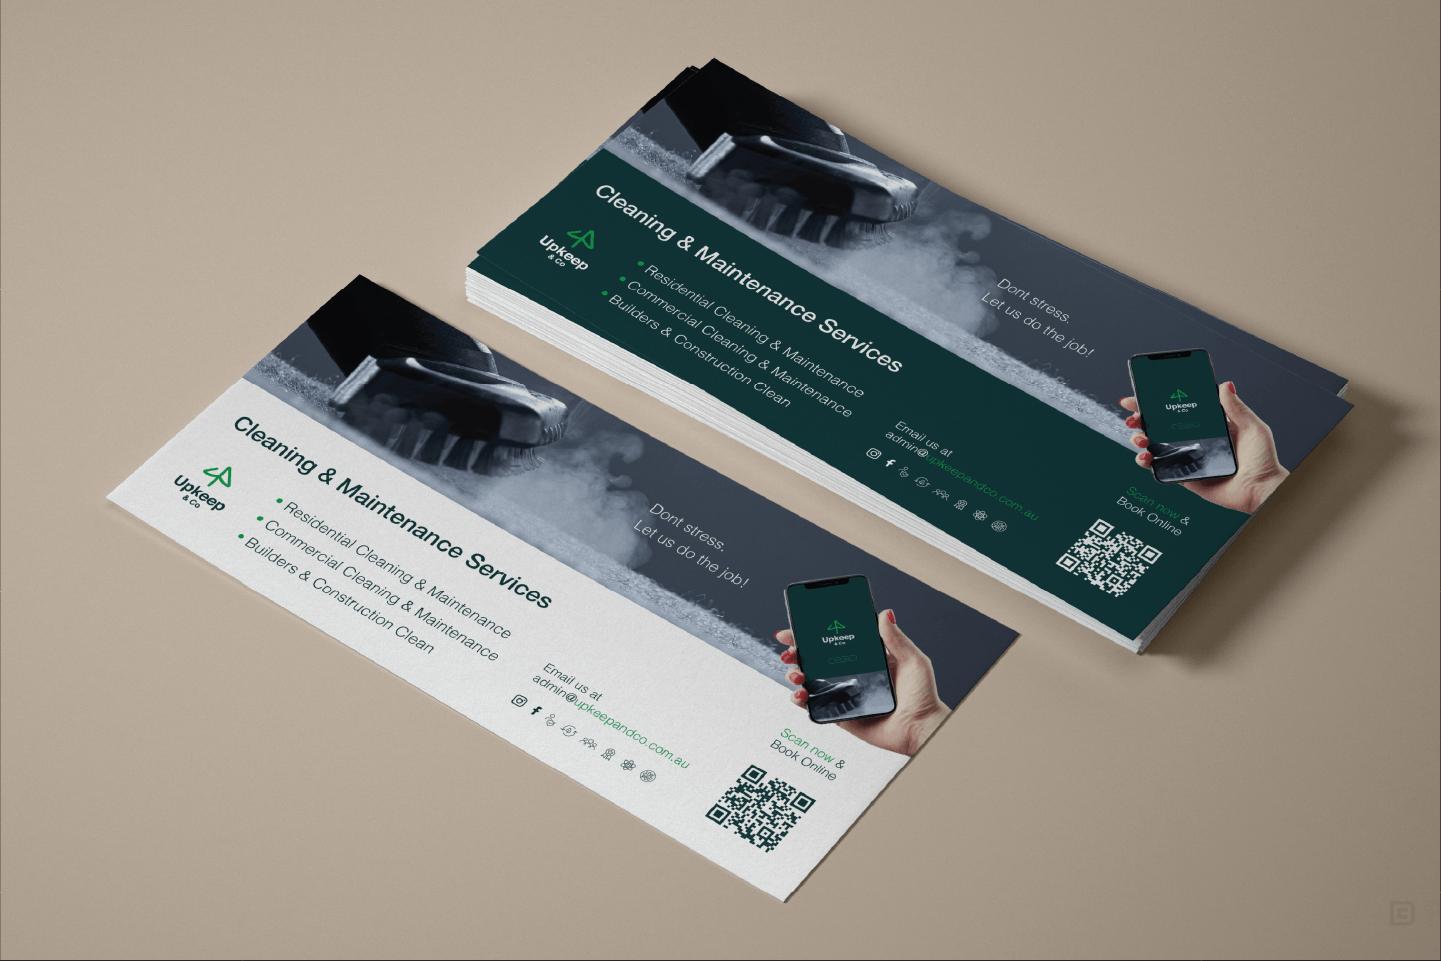 Cleaning & Maintenance Services
Upkeep
& Co
Residential Cleaning & Maintenance
Commercial Cleaning & Maintenance
Builders & Construction Clean
Dont stress,
Let us do the job!
Upkeep
& Co
Email us at
admin@upkeepandco.com.au
Scan now &
Book Online
Cleaning & Maintenance Services
Upkeep
& Co
Residential Cleaning & Maintenance
Commercial Cleaning & Maintenance
Builders & Construction Clean
Dont stress,
Let us do the job!
Upkeep
& Co
Email us at
admin@upkeepandco.com.au
Scan now &
Book Online